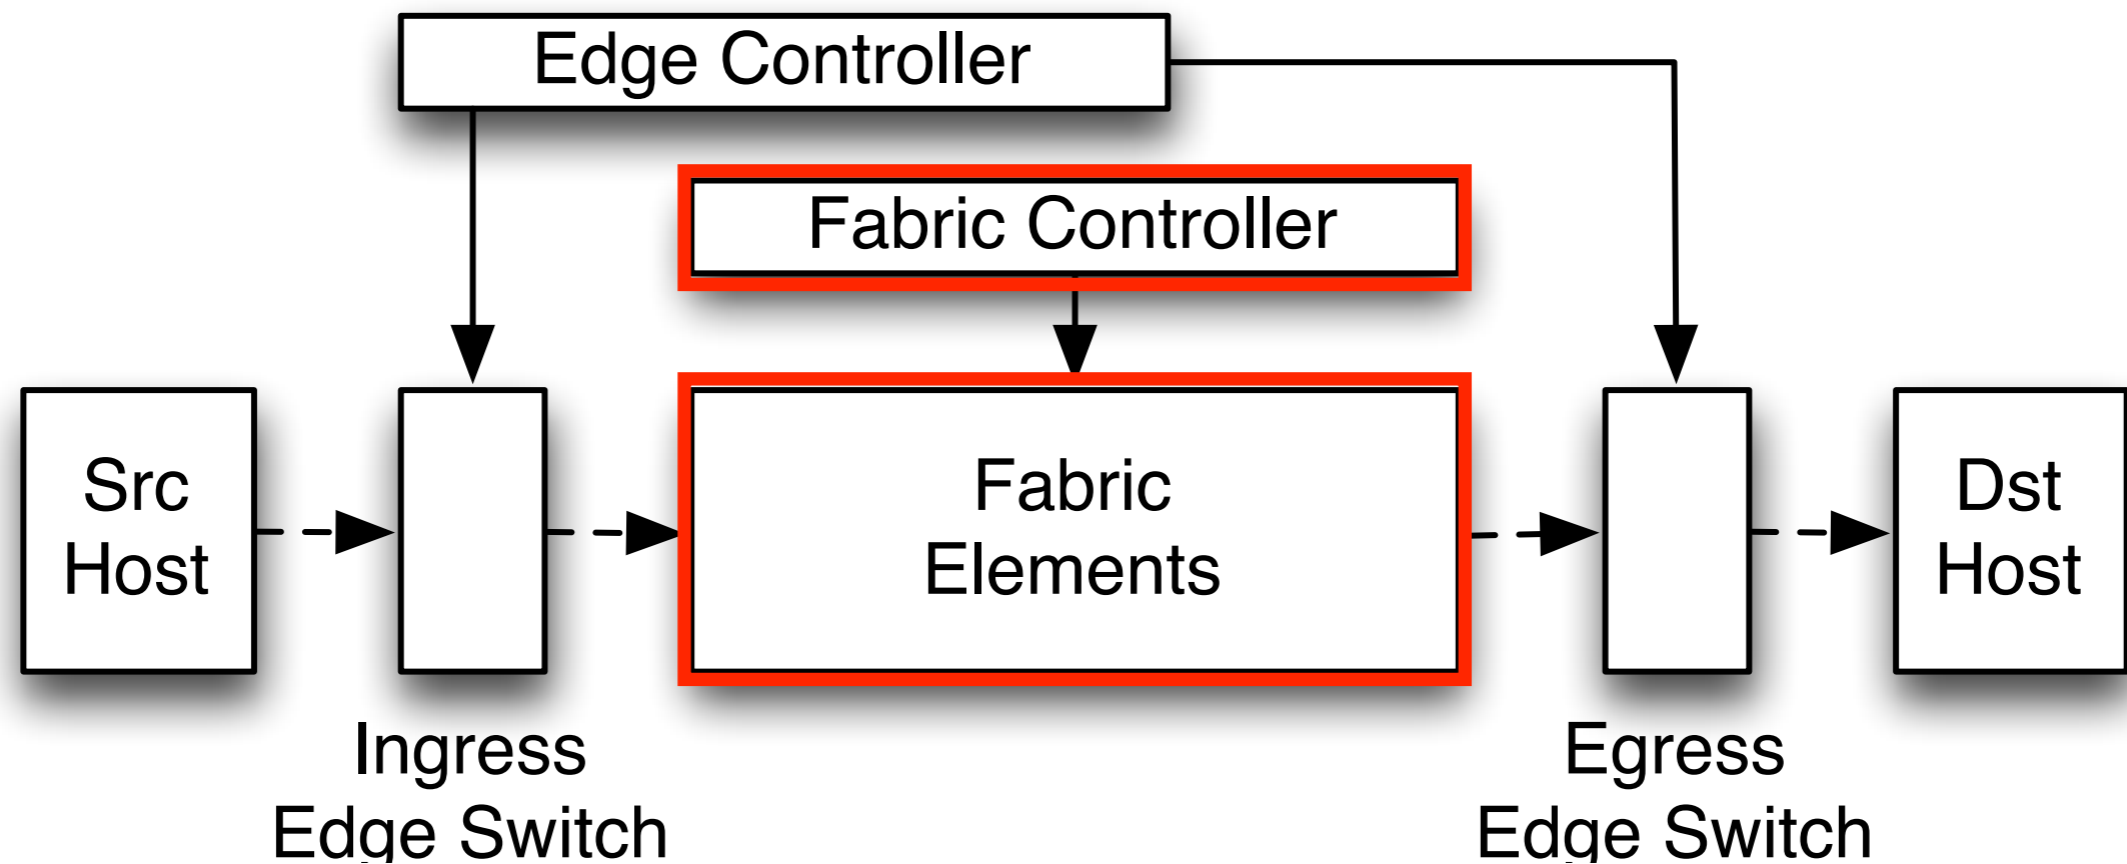 Edge Controller
Fabric Controller
Src
Host
Fabric
Elements
Dst
Host
Ingress
Edge Switch
Egress
Edge Switch